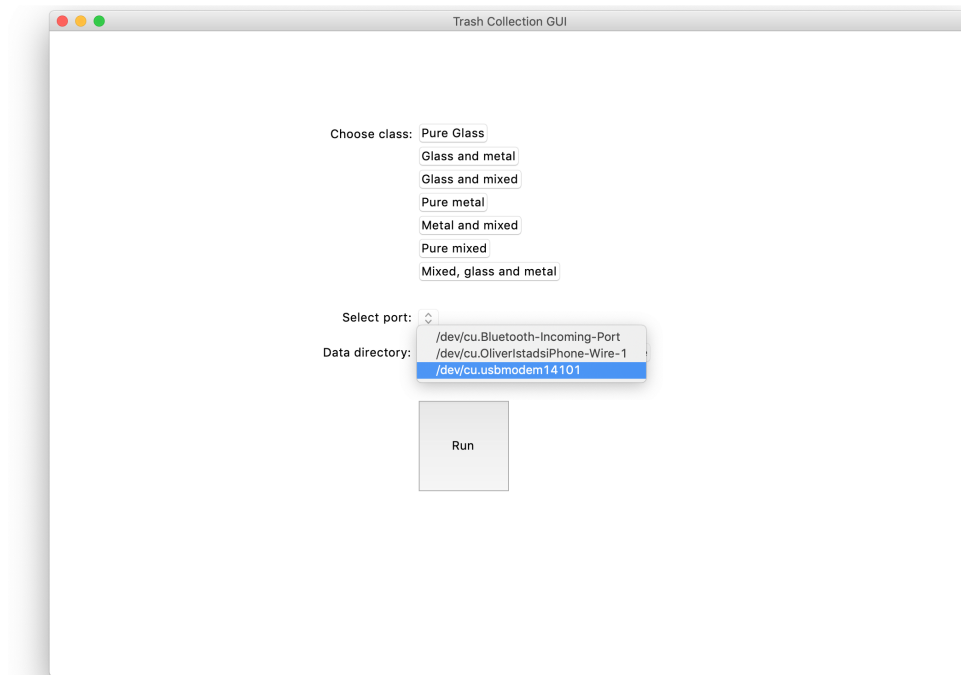 Trash Collection GUI
Choose class: Pure Glass
Glass and metal
Glass and mixed
Pure metal
Metal and mixed
Pure mixed
Mixed, glass and metal
Select port:
/dev/cu.Bluetooth-Incoming-Port
Data directory: /dev/cu.OliverIstadsiPhone-Wire-1
/dev/cu.usbmodem14101
Run